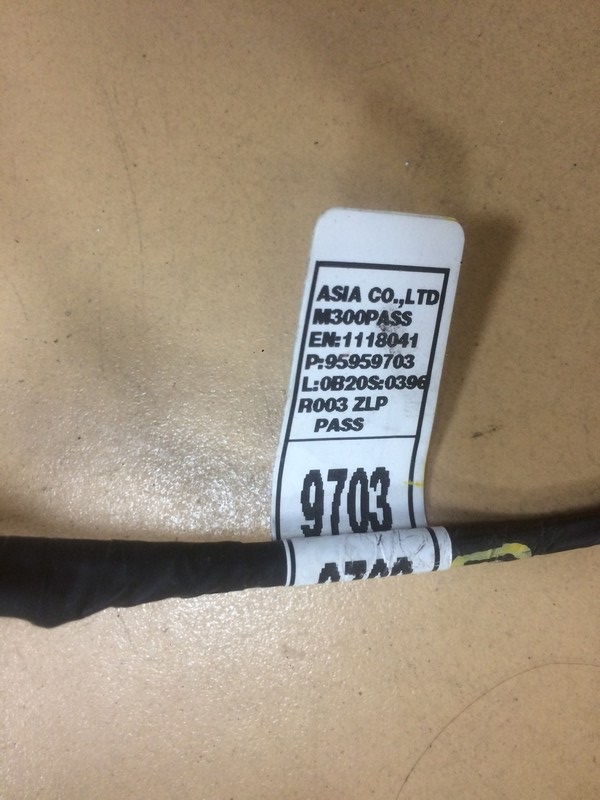 ASIA CO.,LTD
M300PASS
EN:1118041
P:95959703
L:0B20S:0396
R003 ZLP
PASS
9703